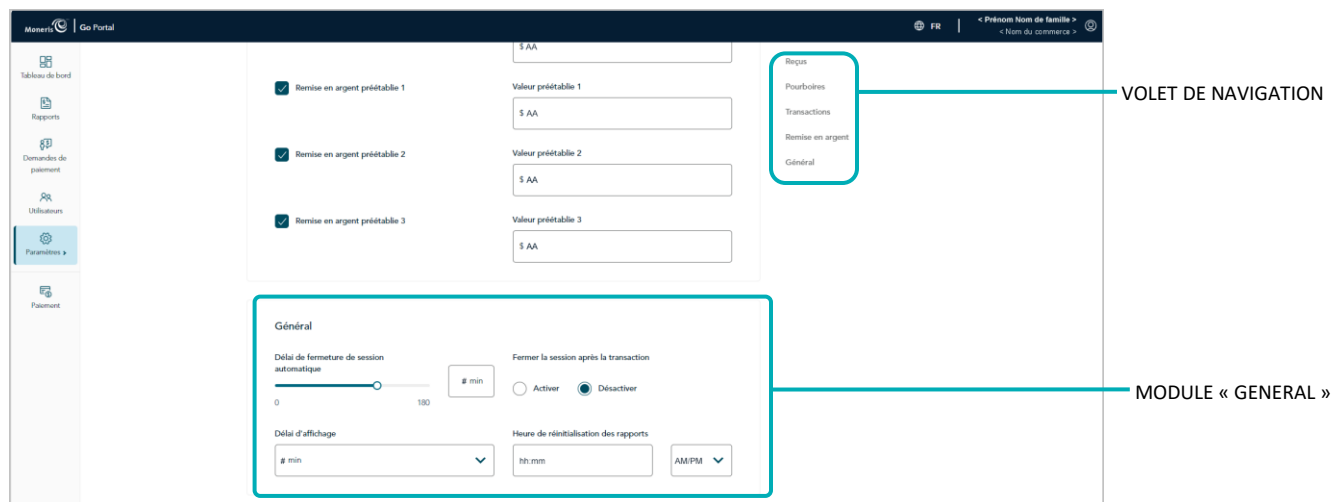 Moneris Go Portal
FR
< Prénom Nom de famille >
< Nom du commerce >
Tableau de bord
Rapports
Demandes de
paiement
Utilisateurs
Paramètres
Paiement
$ AA
Remise en argent préétable 1
Valeur préétablie 1
$ AA
Remise en argent préétable 2
Valeur préétablie 2
$ AA
Remise en argent préétable 3
Valeur préétablie 3
$ AA
Reçus
Pourboires
Transactions
Remise en argent
Général
VOLET DE NAVIGATION
Général
Délai de fermeture de session
automatique
# min
0 180
Fermer la session après la transaction
Activer Désactiver
Délai d'affichage
# min
Heure de réinitialisation des rapports
hh:mm
AM/PM
MODULE « GENERAL »